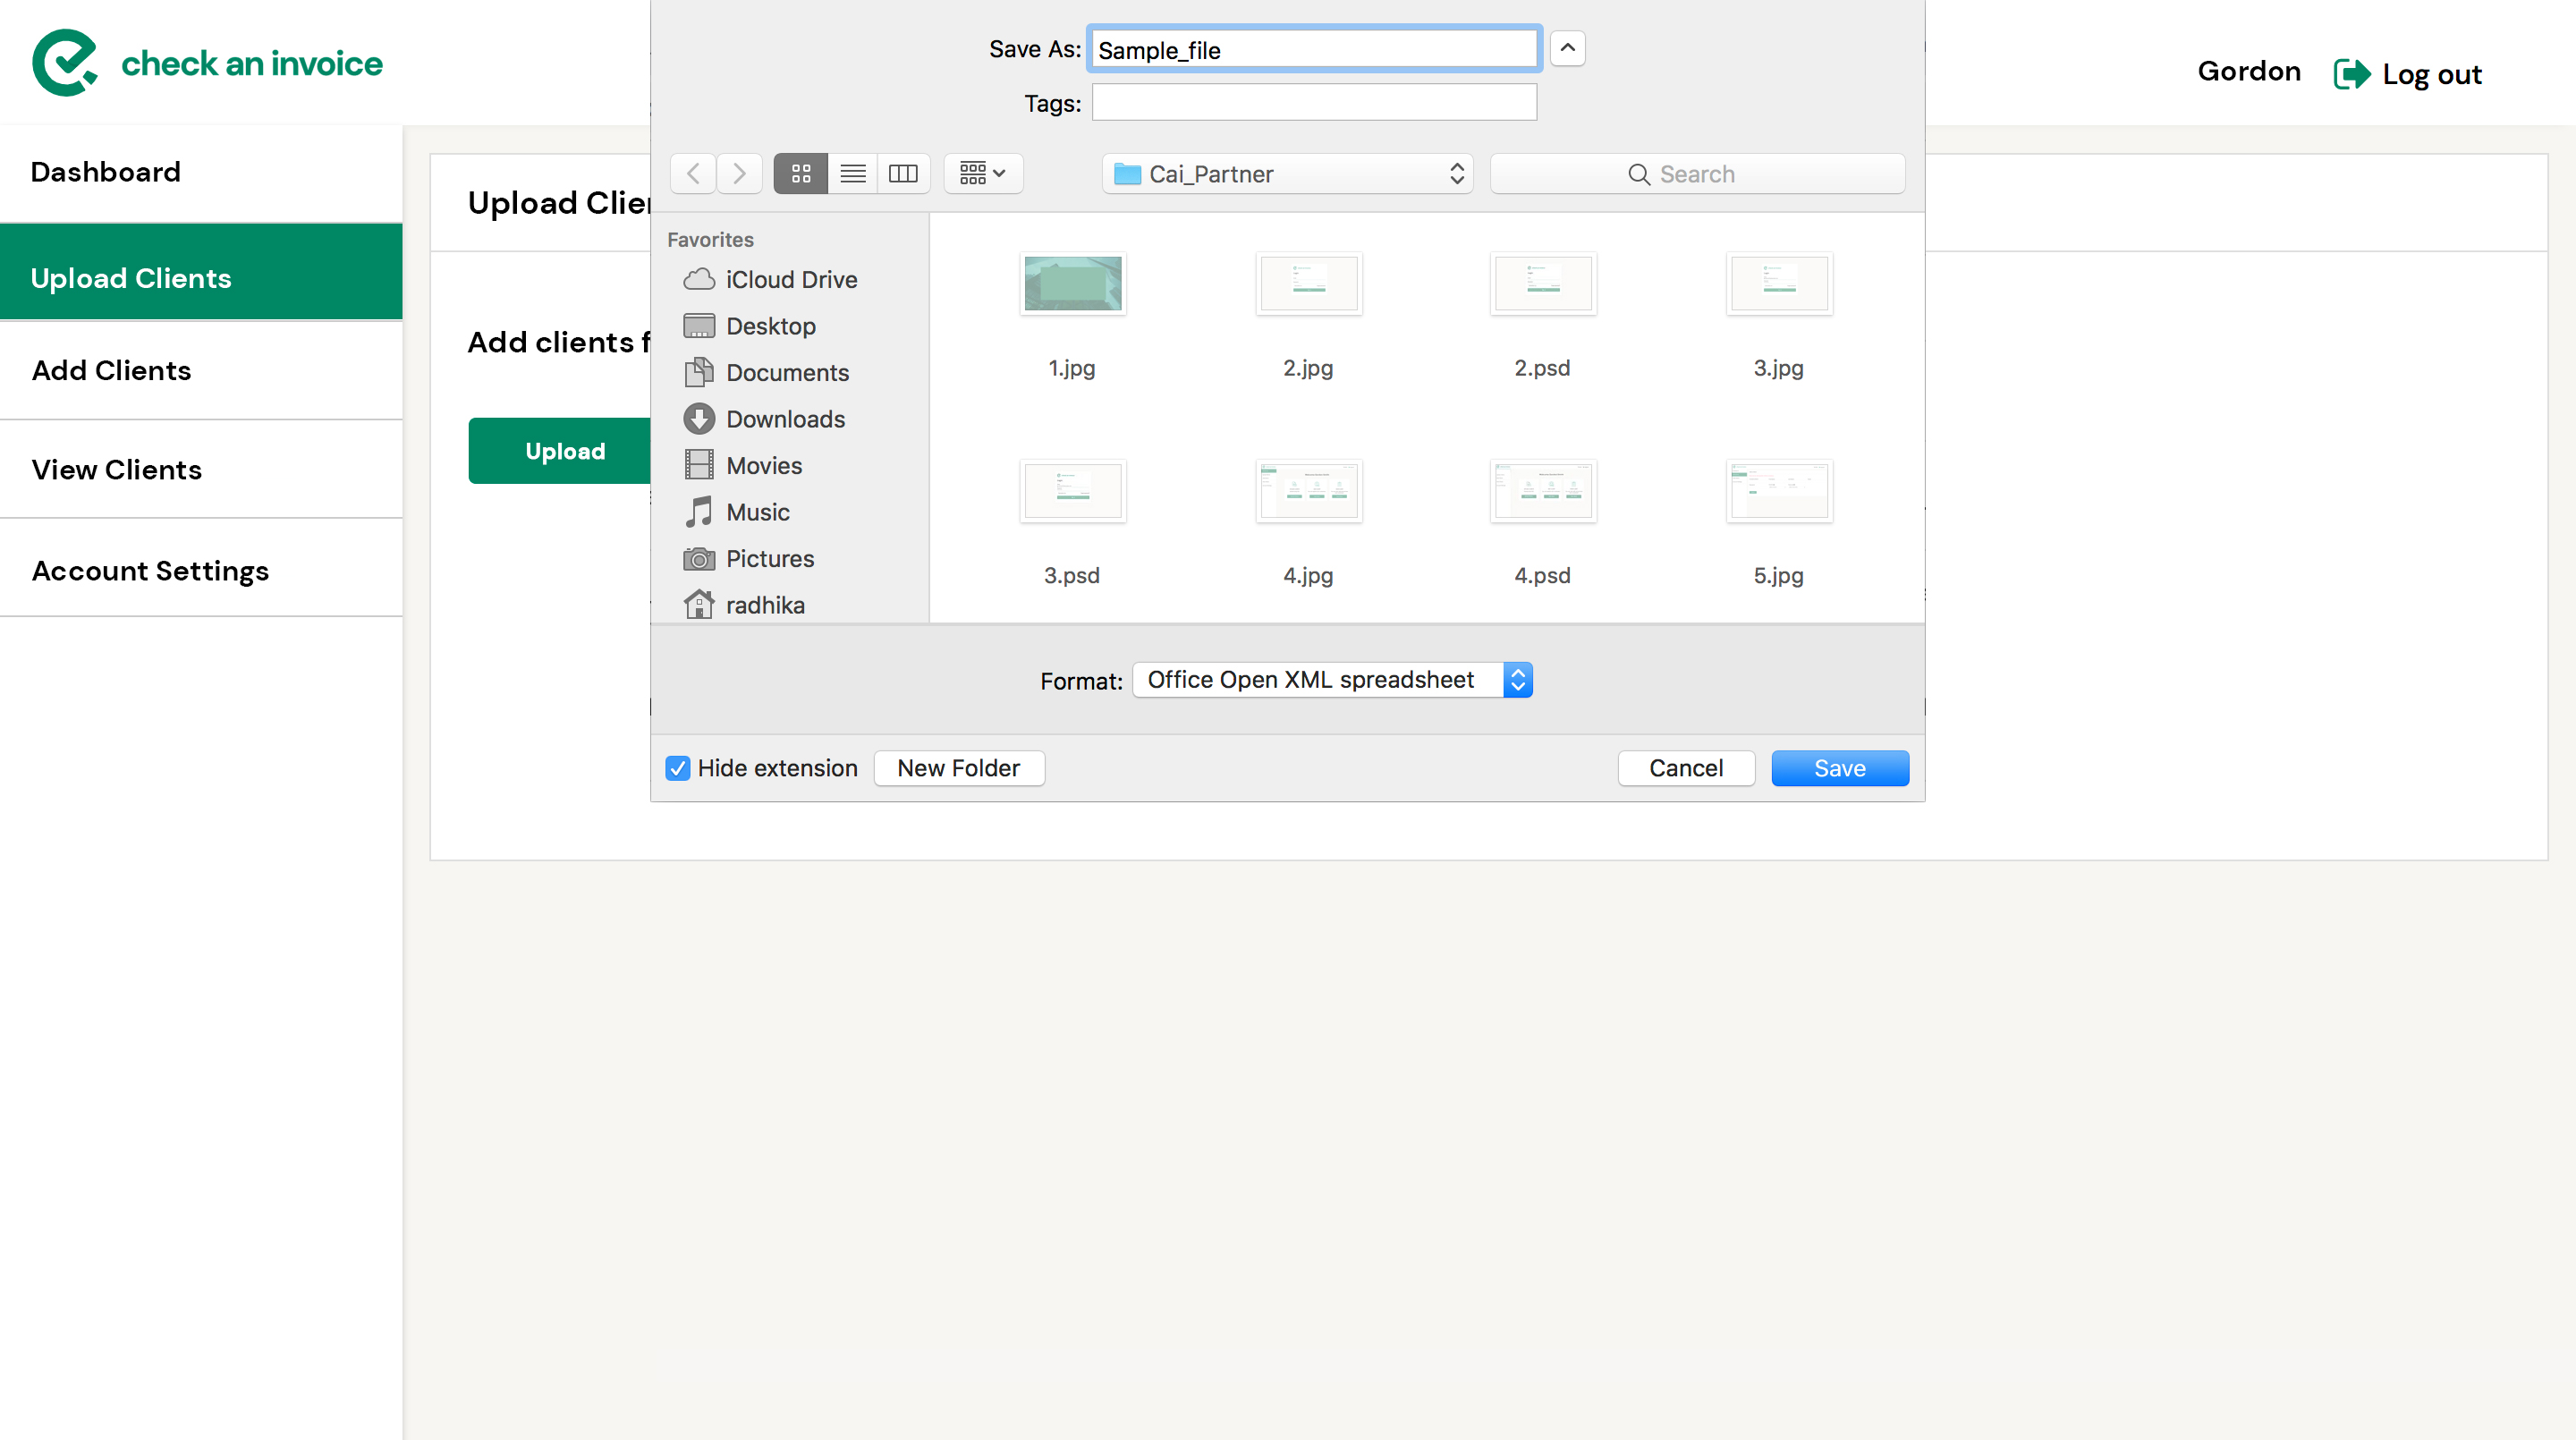 check an invoice
Gordon
Log out
Dashboard
Upload Clients
Add Clients
View Clients
Account Settings
Upload Clien
Add clients f
Upload
Save As: Sample_file
Tags:
Cai_Partner
Search
Favorites
iCloud Drive
Desktop
Documents
Downloads
Movies
Music
Pictures
radhika
1.jpg
2.jpg
2.psd
3.jpg
3.psd
4.jpg
4.psd
5.jpg
Format: Office Open XML spreadsheet
Hide extension
New Folder
Cancel
Save